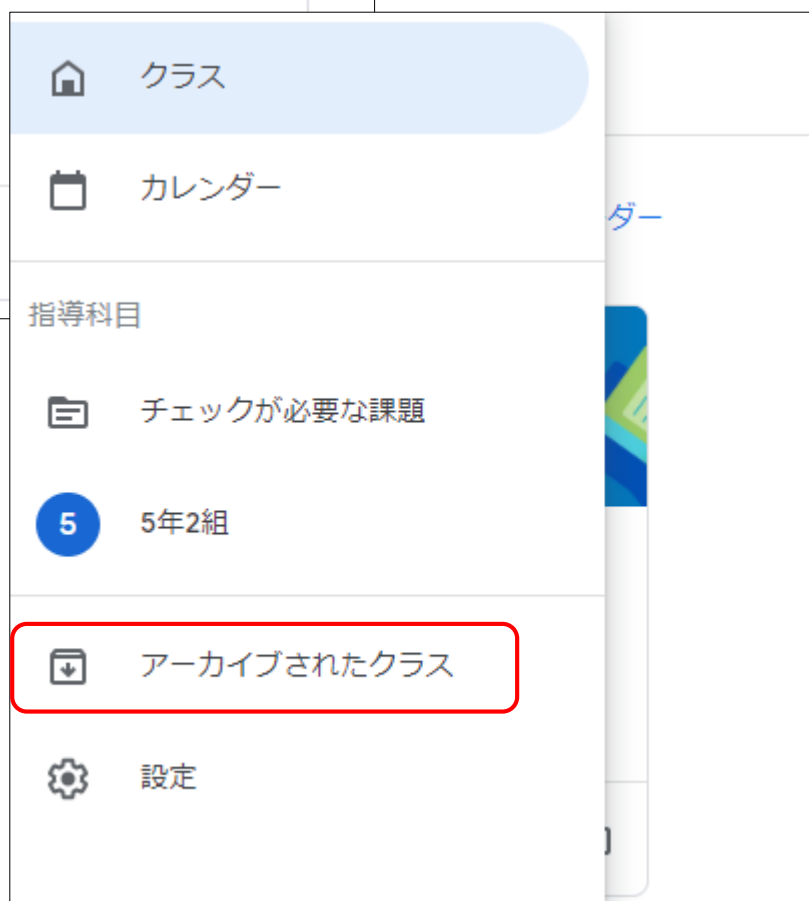 クラス
カレンダー
ダー
指導科目
チェックが必要な課題
5 5年2組
アーカイブされたクラス
設定